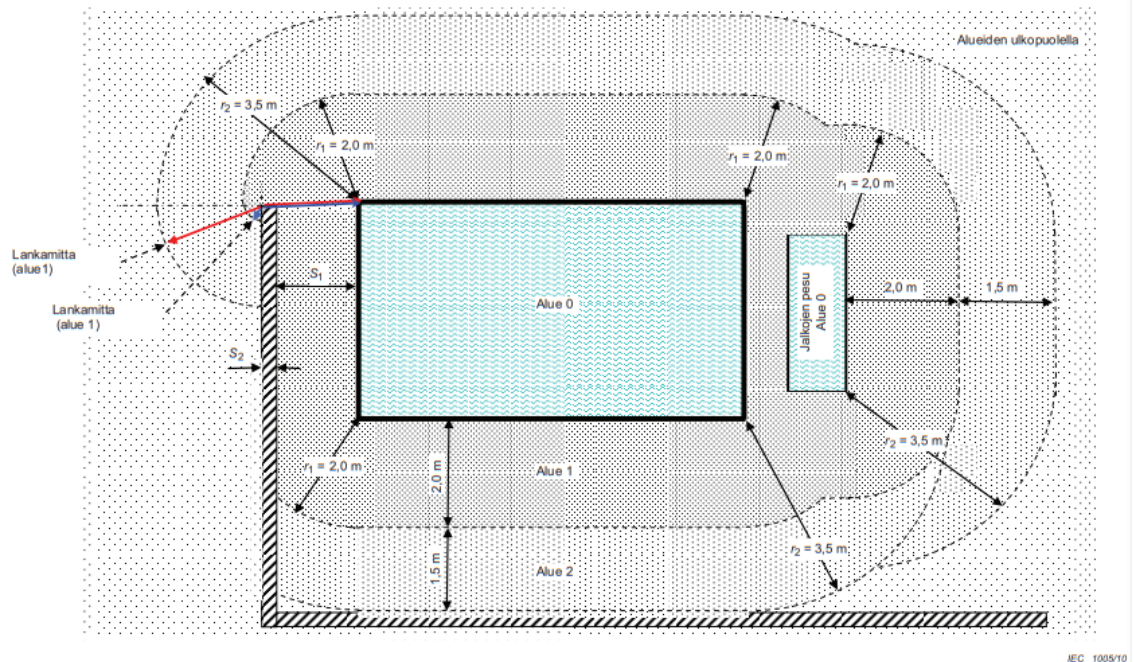 Alueiden ulkopuolella
r2 = 3,5 m
r1 = 2,0 m
r1 = 2,0 m
r1 = 2,0 m
Lankamitta
(alue1)
Lankamitta
(alue 1)
S1
S2
Alue 0
Jalkojen pesu
Alue 0
2,0 m
1,5 m
r1 = 2,0 m
2,0 m
Alue 1
r2 = 3,5 m
r2 = 3,5 m
1,5 m
Alue 2
IEC 1005/10